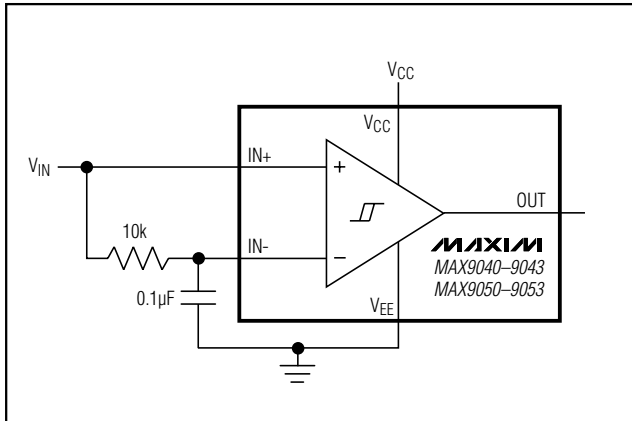 VCC
VCC
VIN
IN+
+
OUT
10k
IN-
−
MAXIM
MAX9040–9043
MAX9050–9053
0.1µF
VEE